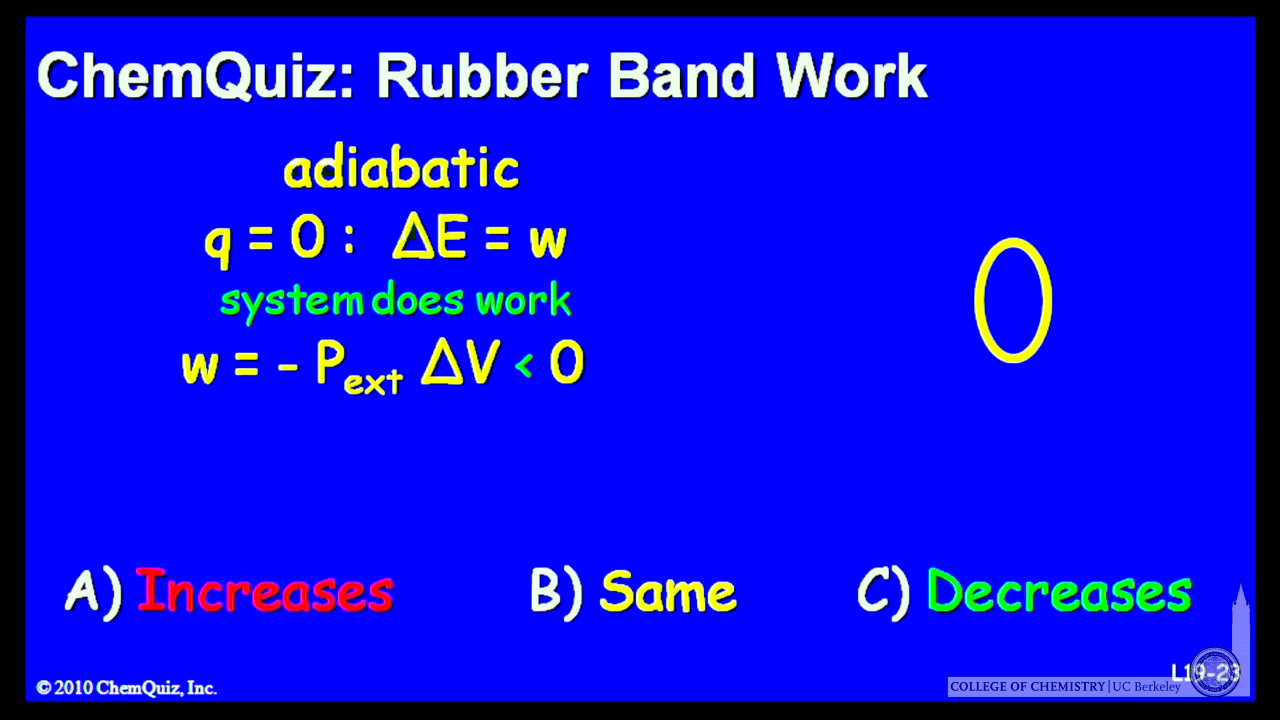 ChemQuiz: Rubber Band Work
adiabatic
q = 0 : ΔE = w
system does work
w = - Pext ΔV < 0
A) Increases B) Same C) Decreases
L19-23
© 2010 ChemQuiz, Inc.
COLLEGE OF CHEMISTRY | UC Berkeley